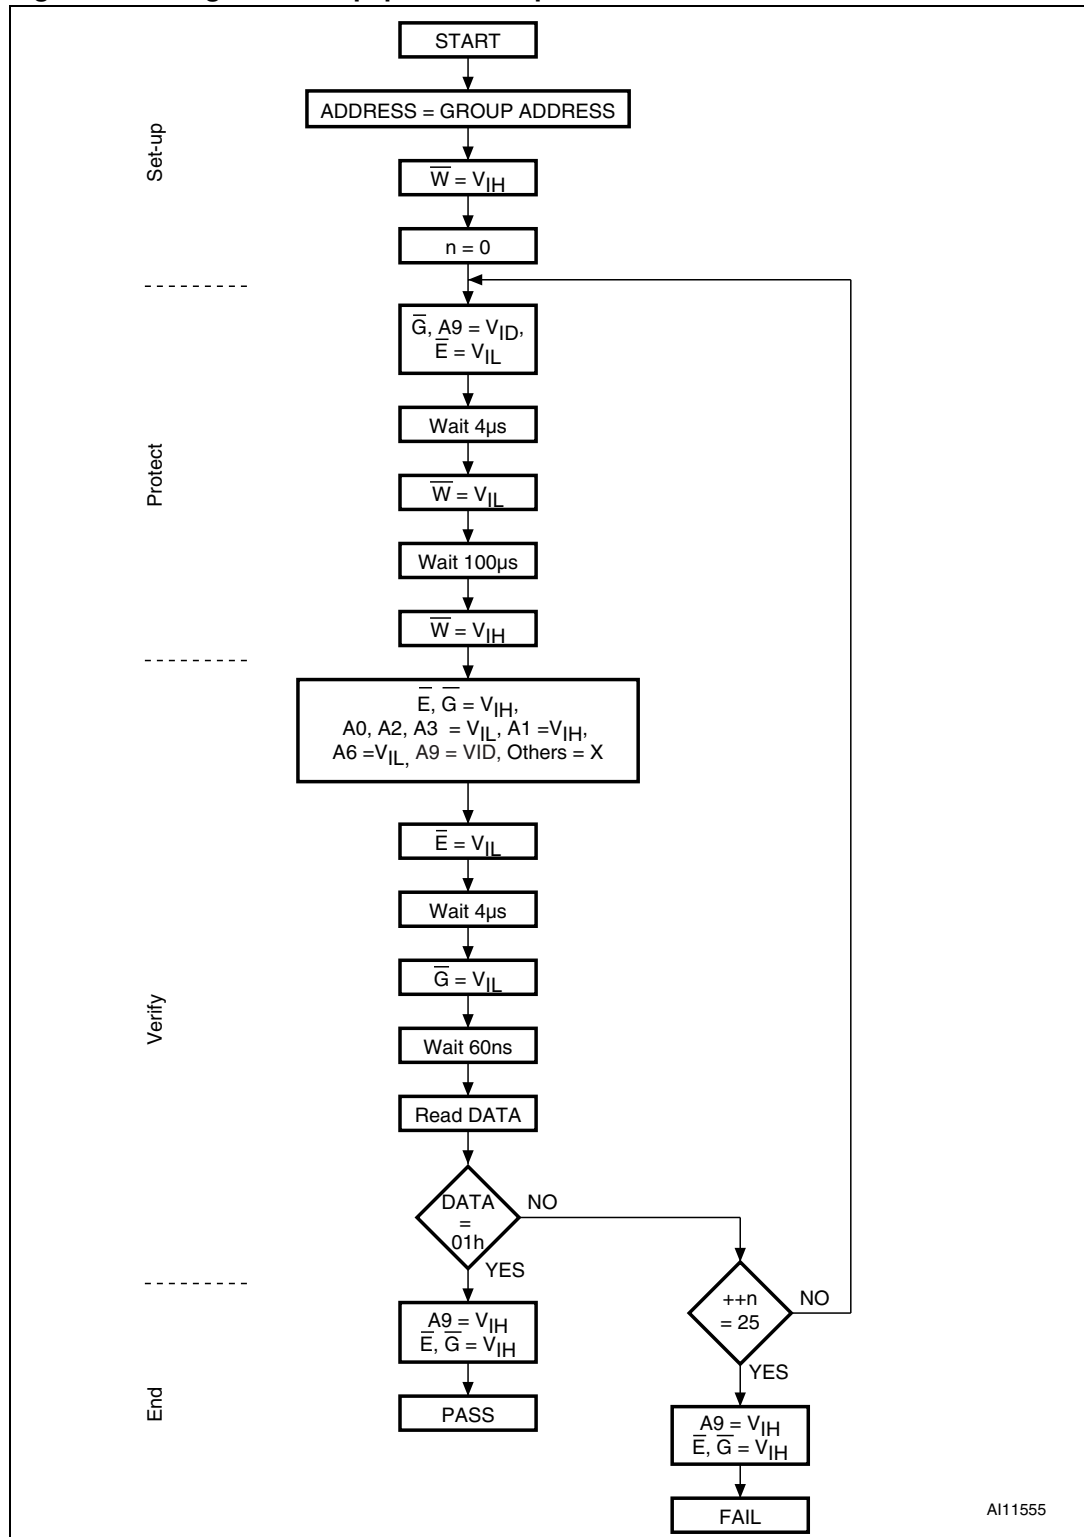 START
ADDRESS = GROUP ADDRESS
Set-up
W̅ = VIH
n = 0
G̅, A9 = VID,
E̅ = VIL
Wait 4µs
Protect
W̅ = VIL
Wait 100µs
W̅ = VIH
E̅, G̅ = VIH,
A0, A2, A3 = VIL, A1 =VIH,
A6 =VIL, A9 = VID, Others = X
E̅ = VIL
Wait 4µs
G̅ = VIL
Verify
Wait 60ns
Read DATA
DATA
=
01h
NO
YES
++n
= 25
NO
YES
A9 = VIH
E̅, G̅ = VIH
End
PASS
A9 = VIH
E̅, G̅ = VIH
FAIL
AI11555